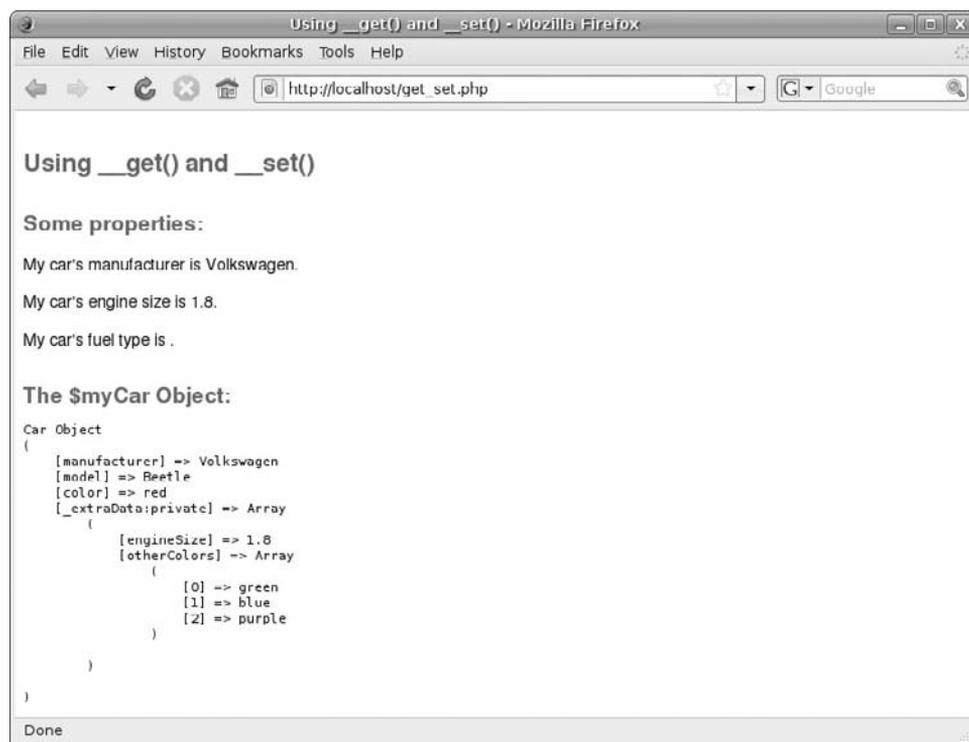 Using __get() and __set() - Mozilla Firefox
File Edit View History Bookmarks Tools Help
http://localhost/get_set.php
G Google
Using __get() and __set()
Some properties:
My car's manufacturer is Volkswagen.
My car's engine size is 1.8.
My car's fuel type is .
The $myCar Object:
Car Object
(
    [manufacturer] => Volkswagen
    [model] => Beetle
    [color] => red
    [_extraData:private] => Array
        (
            [engineSize] => 1.8
            [otherColors] => Array
                (
                    [0] => green
                    [1] => blue
                    [2] => purple
                )
        )
)
Done